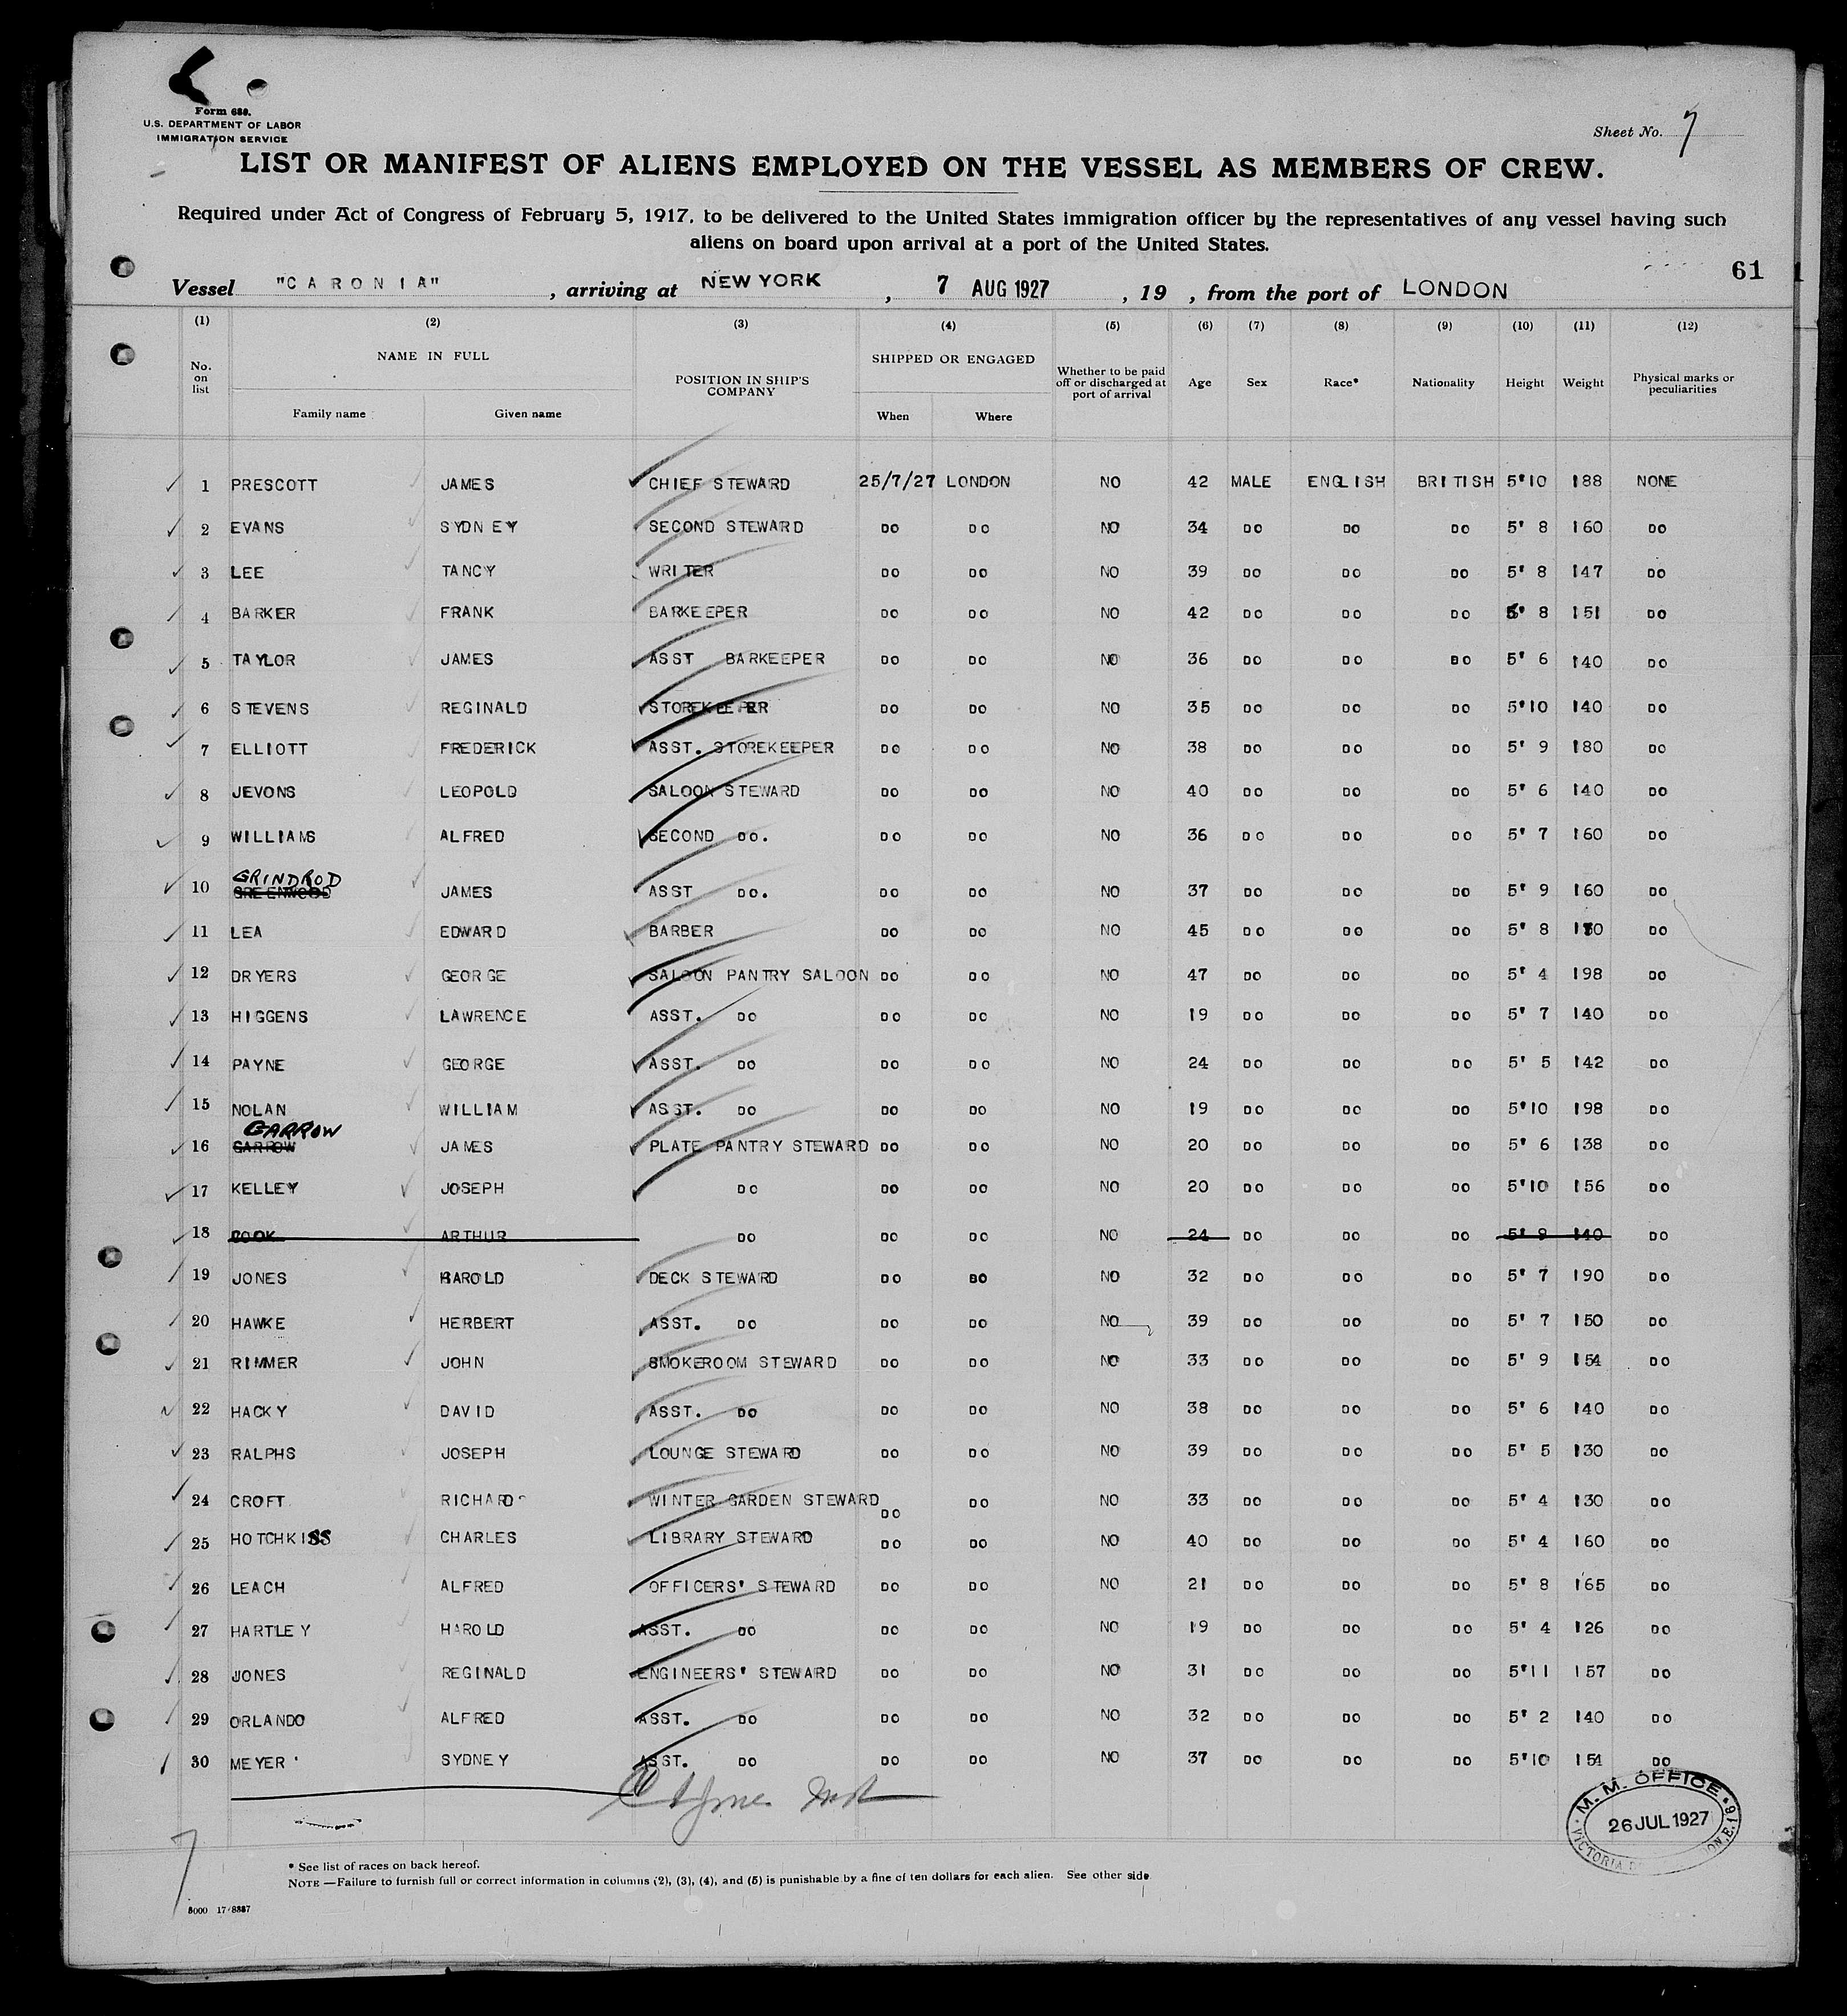 Form 680.
U.S. DEPARTMENT OF LABOR
IMMIGRATION SERVICE
Sheet No. 7
LIST OR MANIFEST OF ALIENS EMPLOYED ON THE VESSEL AS MEMBERS OF CREW.
Required under Act of Congress of February 5, 1917, to be delivered to the United States immigration officer by the representatives of any vessel having such
aliens on board upon arrival at a port of the United States.
61
Vessel "CARONIA", arriving at NEW YORK, 7 AUG 1927, 19 , from the port of LONDON
(1) (2) (3) (4) (5) (6) (7) (8) (9) (10) (11) (12)
No. on list NAME IN FULL POSITION IN SHIP'S COMPANY SHIPPED OR ENGAGED Whether to be paid off or discharged at port of arrival Age Sex Race* Nationality Height Weight Physical marks or peculiarities
Family name Given name When Where
1 PRESCOTT JAMES CHIEF STEWARD 25/7/27 LONDON NO 42 MALE ENGLISH BRITISH 5'10 188 NONE
2 EVANS SYDNEY SECOND STEWARD DO DO NO 34 DO DO DO 5' 8 160 DO
3 LEE TANCY WRITER DO DO NO 39 DO DO DO 5' 8 147 DO
4 BARKER FRANK BARKEEPER DO DO NO 42 DO DO DO 5' 8 151 DO
5 TAYLOR JAMES ASST BARKEEPER DO DO NO 36 DO DO DO 5' 6 140 DO
6 STEVENS REGINALD STOREKEEPER DO DO NO 35 DO DO DO 5'10 140 DO
7 ELLIOTT FREDERICK ASST. STOREKEEPER DO DO NO 38 DO DO DO 5' 9 180 DO
8 JEVONS LEOPOLD SALOON STEWARD DO DO NO 40 DO DO DO 5' 6 140 DO
9 WILLIAMS ALFRED SECOND DO. DO DO NO 36 DO DO DO 5' 7 160 DO
GRINDROD
10 GREENWOOD JAMES ASST DO. DO DO NO 37 DO DO DO 5' 9 160 DO
11 LEA EDWARD BARBER DO DO NO 45 DO DO DO 5' 8 DO
12 DRYERS GEORGE SALOON PANTRY SALOON DO DO NO 47 DO DO DO 5' 4 198 DO
13 HIGGENS LAWRENCE ASST. DO DO DO NO 19 DO DO DO 5' 7 140 DO
14 PAYNE GEORGE ASST. DO DO DO NO 24 DO DO DO 5' 5 142 DO
15 NOLAN WILLIAM ASST. DO DO DO NO 19 DO DO DO 5'10 198 DO
GARROW
16 GARROW JAMES PLATE PANTRY STEWARD DO DO NO 20 DO DO DO 5' 6 138 DO
17 KELLEY JOSEPH DO DO DO NO 20 DO DO DO 5'10 156 DO
18 COOK ARTHUR DO DO DO NO 24 DO DO DO 5' 9 140 DO
19 JONES HAROLD DECK STEWARD DO DO NO 32 DO DO DO 5' 7 190 DO
20 HAWKE HERBERT ASST. DO DO DO NO 39 DO DO DO 5' 7 150 DO
21 RIMMER JOHN SMOKEROOM STEWARD DO DO NO 33 DO DO DO 5' 9 154 DO
22 HACKY DAVID ASST. DO DO DO NO 38 DO DO DO 5' 6 140 DO
23 RALPHS JOSEPH LOUNGE STEWARD DO DO NO 39 DO DO DO 5' 5 130 DO
24 CROFT RICHARD WINTER GARDEN STEWARD DO DO NO 33 DO DO DO 5' 4 130 DO
25 HOTCHKISS CHARLES LIBRARY STEWARD DO DO NO 40 DO DO DO 5' 4 160 DO
26 LEACH ALFRED OFFICERS' STEWARD DO DO NO 21 DO DO DO 5' 8 165 DO
27 HARTLEY HAROLD ASST. DO DO DO NO 19 DO DO DO 5' 4 126 DO
28 JONES REGINALD ENGINEERS' STEWARD DO DO NO 31 DO DO DO 5'11 157 DO
29 ORLANDO ALFRED ASST. DO DO DO NO 32 DO DO DO 5' 2 140 DO
30 MEYER SYDNEY ASST. DO DO DO NO 37 DO DO DO 5'10 154 DO
M. M. OFFICE
26 JUL 1927
VICTORIA
7
* See list of races on back hereof.
NOTE —Failure to furnish full or correct information in columns (2), (3), (4), and (5) is punishable by a fine of ten dollars for each alien. See other side